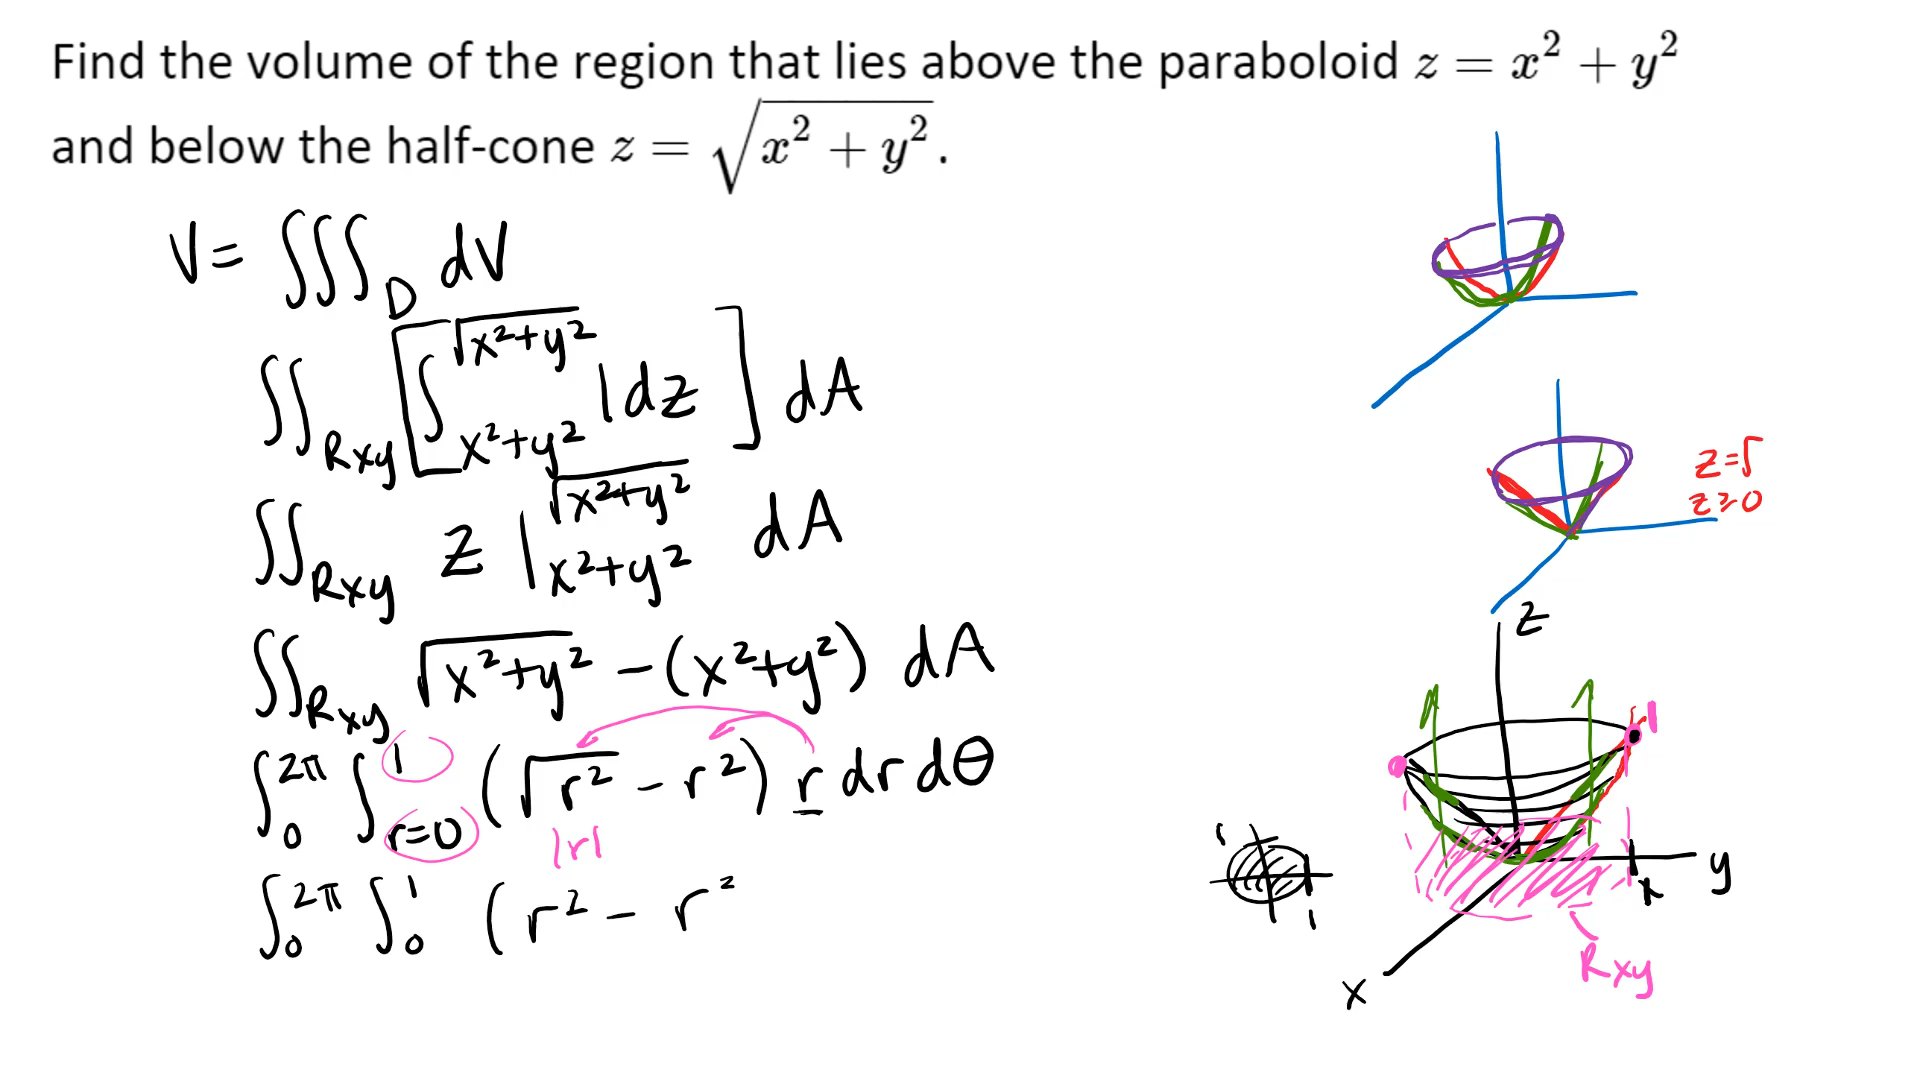 Find the volume of the region that lies above the paraboloid z = x² + y²
and below the half-cone z = √(x² + y²).
V = ∭_D dV
∬_Rxy [ ∫_{x²+y²}^{√(x²+y²)} 1 dz ] dA
∬_Rxy z |_{x²+y²}^{√(x²+y²)} dA
∬_Rxy √(x²+y²) − (x²+y²) dA
∫_0^{2π} ∫_{r=0}^{1} (√(r²) − r²) r dr dθ
|r|
∫_0^{2π} ∫_0^1 (r² − r²
z=√
z≥0
z
1
y
x
Rxy
1
1